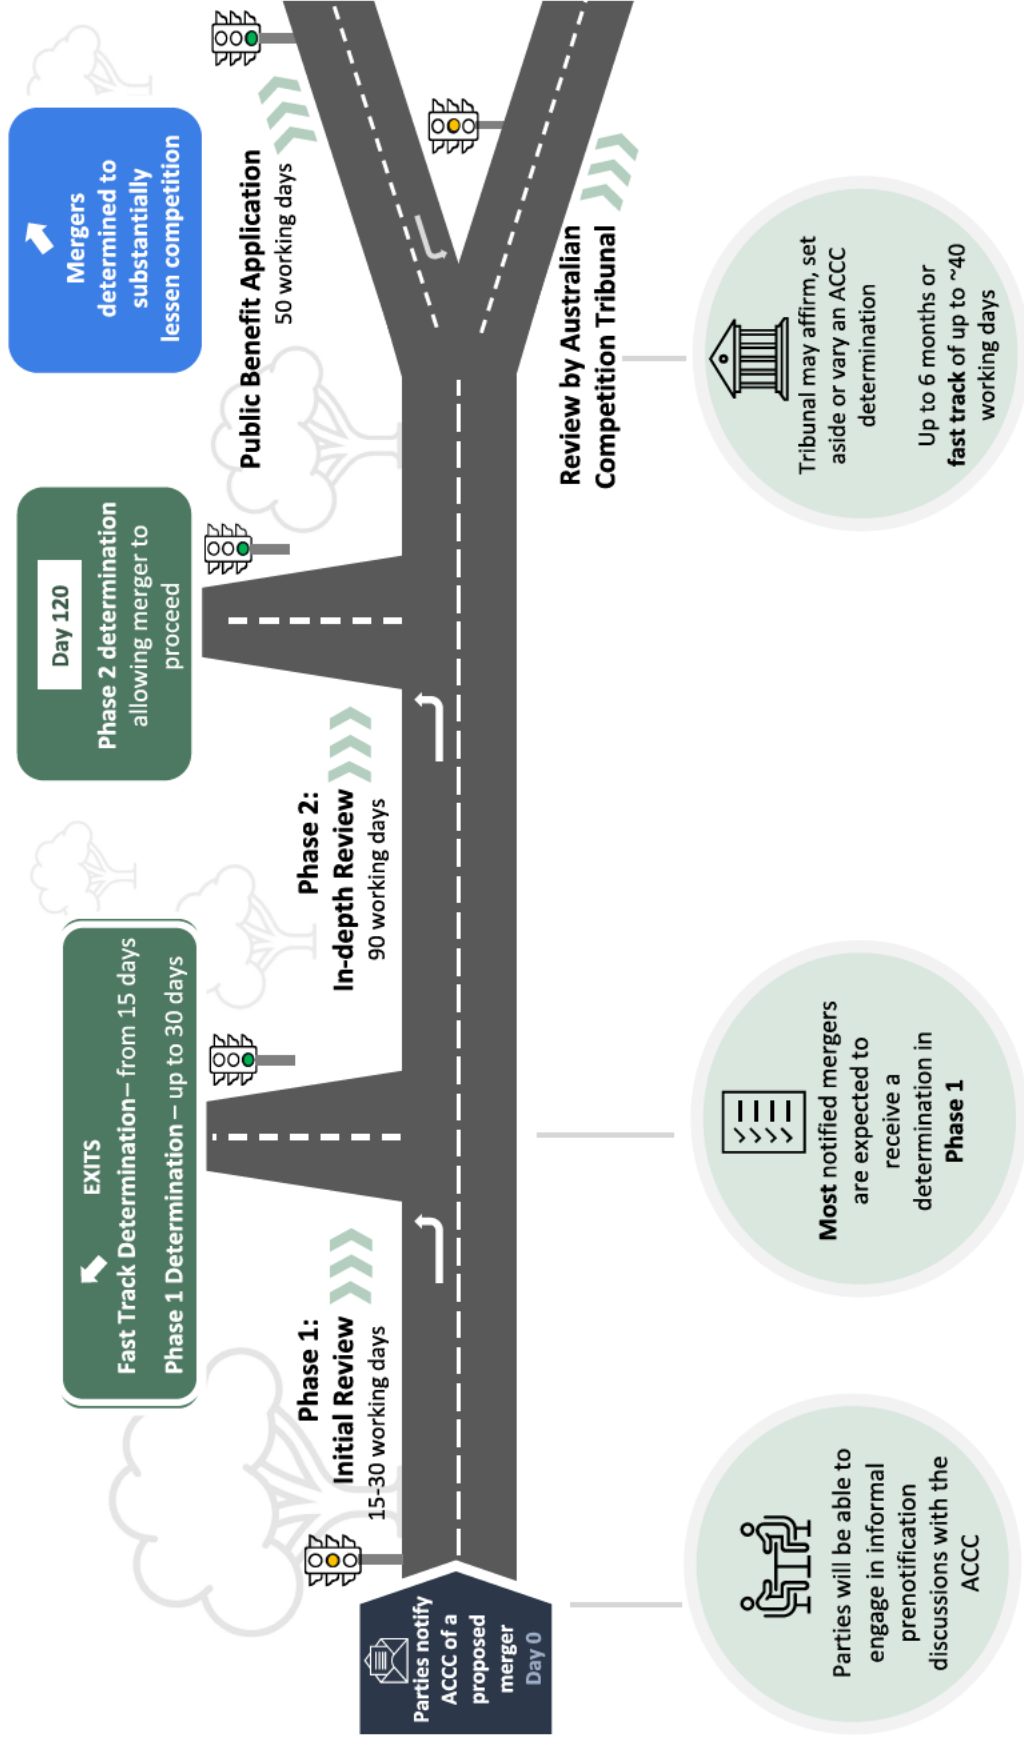 Parties notify
ACCC of a
proposed
merger
Day 0
Phase 1:
Initial Review
15-30 working days
EXITS
Fast Track Determination– from 15 days
Phase 1 Determination – up to 30 days
Phase 2:
In-depth Review
90 working days
Day 120
Phase 2 determination
allowing merger to
proceed
Public Benefit Application
50 working days
Mergers
determined to
substantially
lessen competition
Review by Australian
Competition Tribunal
Parties will be able to
engage in informal
prenotification
discussions with the
ACCC
Most notified mergers
are expected to
receive a
determination in
Phase 1
Tribunal may affirm, set
aside or vary an ACCC
determination
Up to 6 months or
fast track of up to ~40
working days